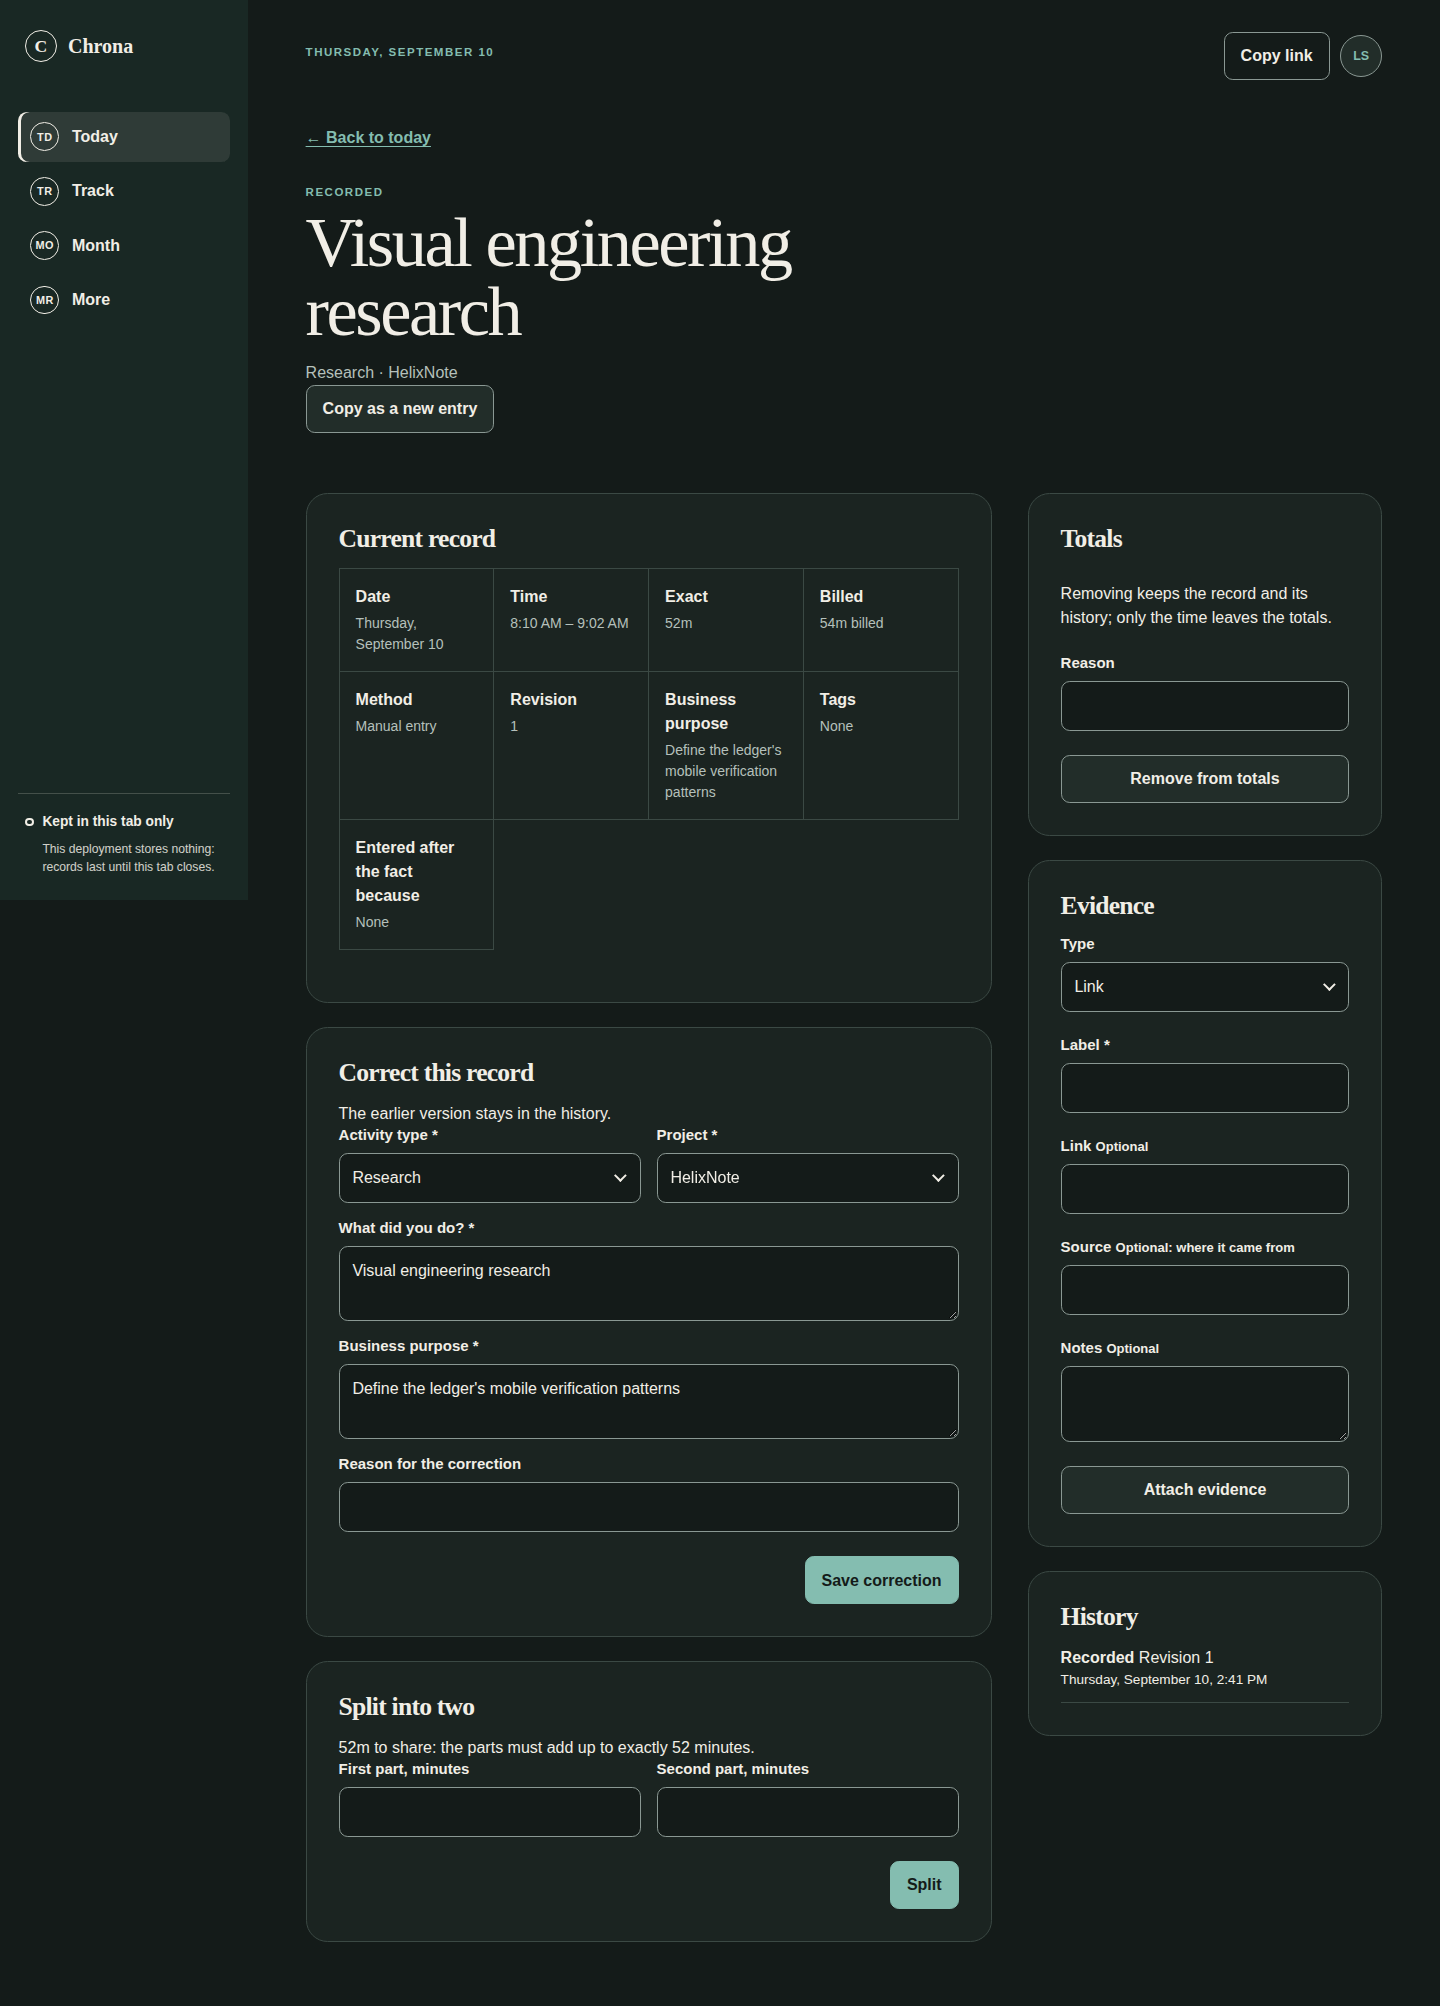 C Chrona
TD Today
TR Track
MO Month
MR More
Kept in this tab only
This deployment stores nothing:
records last until this tab closes.
THURSDAY, SEPTEMBER 10
Copy link
LS
← Back to today
RECORDED
Visual engineering
research
Research · HelixNote
Copy as a new entry
Current record
Date
Thursday,
September 10
Time
8:10 AM – 9:02 AM
Exact
52m
Billed
54m billed
Method
Manual entry
Revision
1
Business
purpose
Define the ledger's
mobile verification
patterns
Tags
None
Entered after
the fact
because
None
Correct this record
The earlier version stays in the history.
Activity type *
Research
Project *
HelixNote
What did you do? *
Visual engineering research
Business purpose *
Define the ledger's mobile verification patterns
Reason for the correction
Save correction
Split into two
52m to share: the parts must add up to exactly 52 minutes.
First part, minutes
Second part, minutes
Split
Totals
Removing keeps the record and its
history; only the time leaves the totals.
Reason
Remove from totals
Evidence
Type
Link
Label *
Link Optional
Source Optional: where it came from
Notes Optional
Attach evidence
History
Recorded Revision 1
Thursday, September 10, 2:41 PM